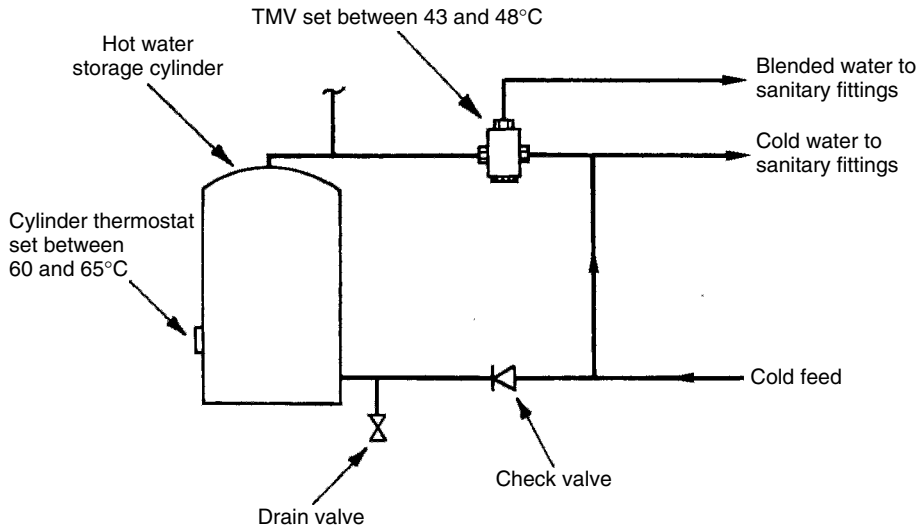 TMV set between 43 and 48°C
Hot water
storage cylinder
Blended water to
sanitary fittings
Cold water to
sanitary fittings
Cylinder thermostat
set between
60 and 65°C
Cold feed
Check valve
Drain valve